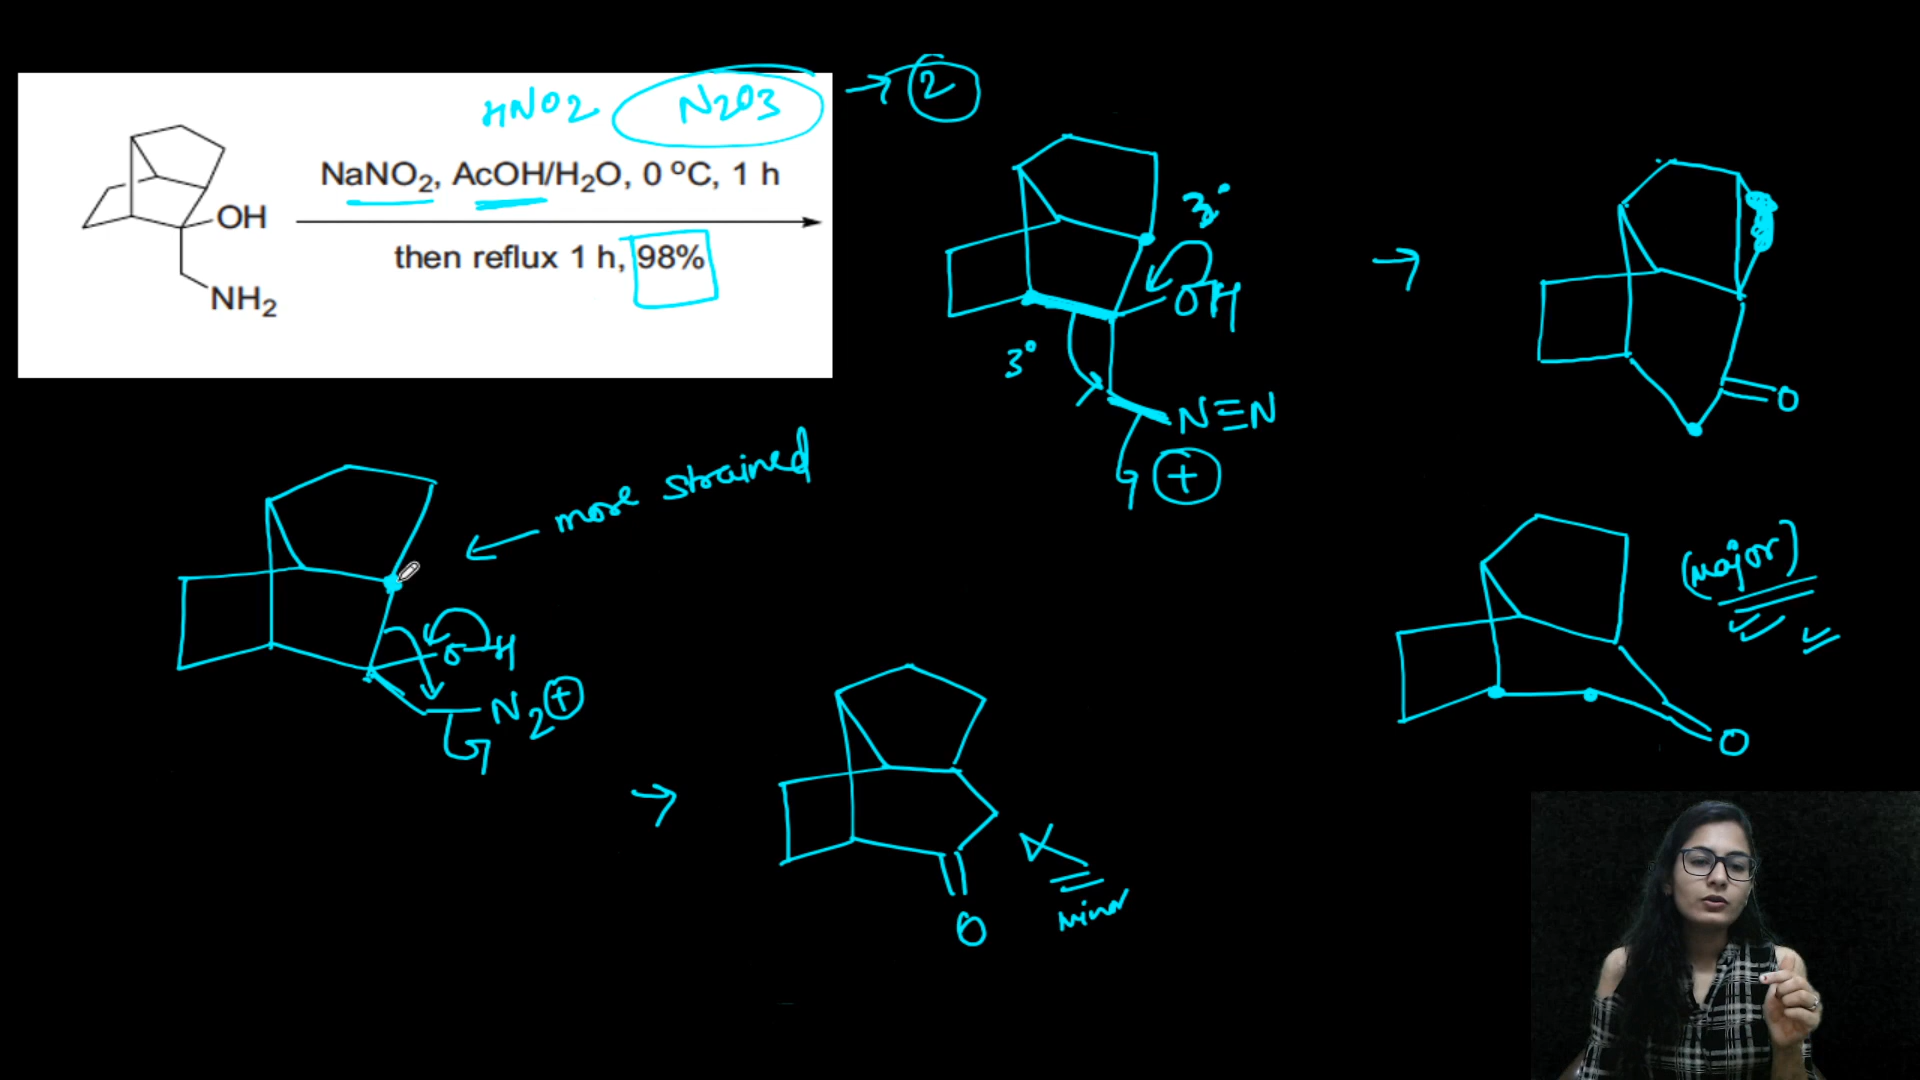 HNO2 N2O3 → 2
NaNO2, AcOH/H2O, 0 ºC, 1 h
then reflux 1 h, 98%
OH
NH2
3°
OH
3°
N≡N
+
O
more strained
O-H
N2 +
(major)
O
minor
O